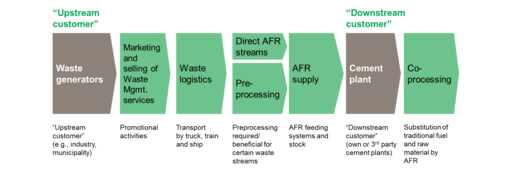 “Upstream
customer”
“Downstream
customer”
Waste
generators
Marketing
and
selling of
Waste
Mgmt.
services
Waste
logistics
Direct AFR
streams
Pre-
processing
AFR
supply
Cement
plant
Co-
processing
“Upstream
customer”
(e.g., industry,
municipality)
Promotional
activities
Transport
by truck, train
and ship
Preprocessing
required/
beneficial for
certain waste
streams
AFR feeding
systems and
stock
“Downstream
customer”
(own or 3rd party
cement plants)
Substitution of
traditional fuel
and raw
material by
AFR